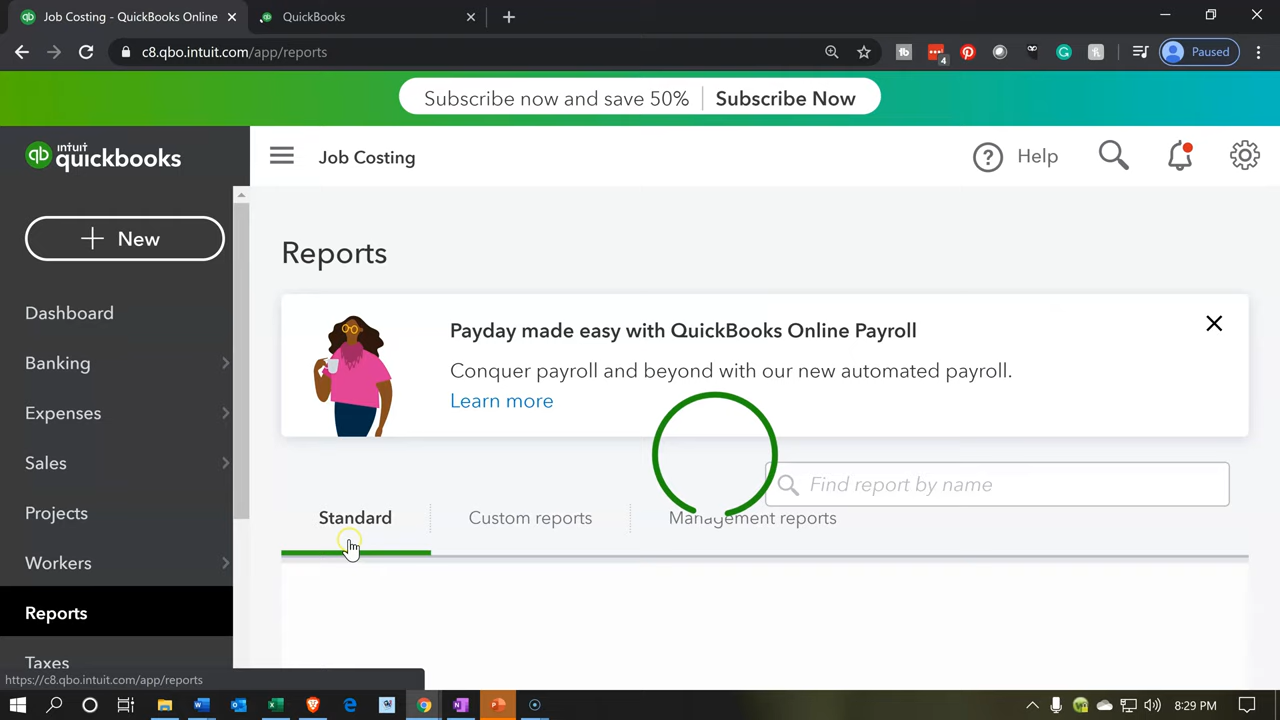 Job Costing - QuickBooks Online
QuickBooks
c8.qbo.intuit.com/app/reports
4
Paused
Subscribe now and save 50% Subscribe Now
intuit
quickbooks
Job Costing
Help
New
Reports
Payday made easy with QuickBooks Online Payroll
Conquer payroll and beyond with our new automated payroll.
Learn more
Dashboard
Banking
Expenses
Sales
Projects
Workers
Reports
Taxes
Find report by name
Standard
Custom reports
Management reports
https://c8.qbo.intuit.com/app/reports
8:29 PM